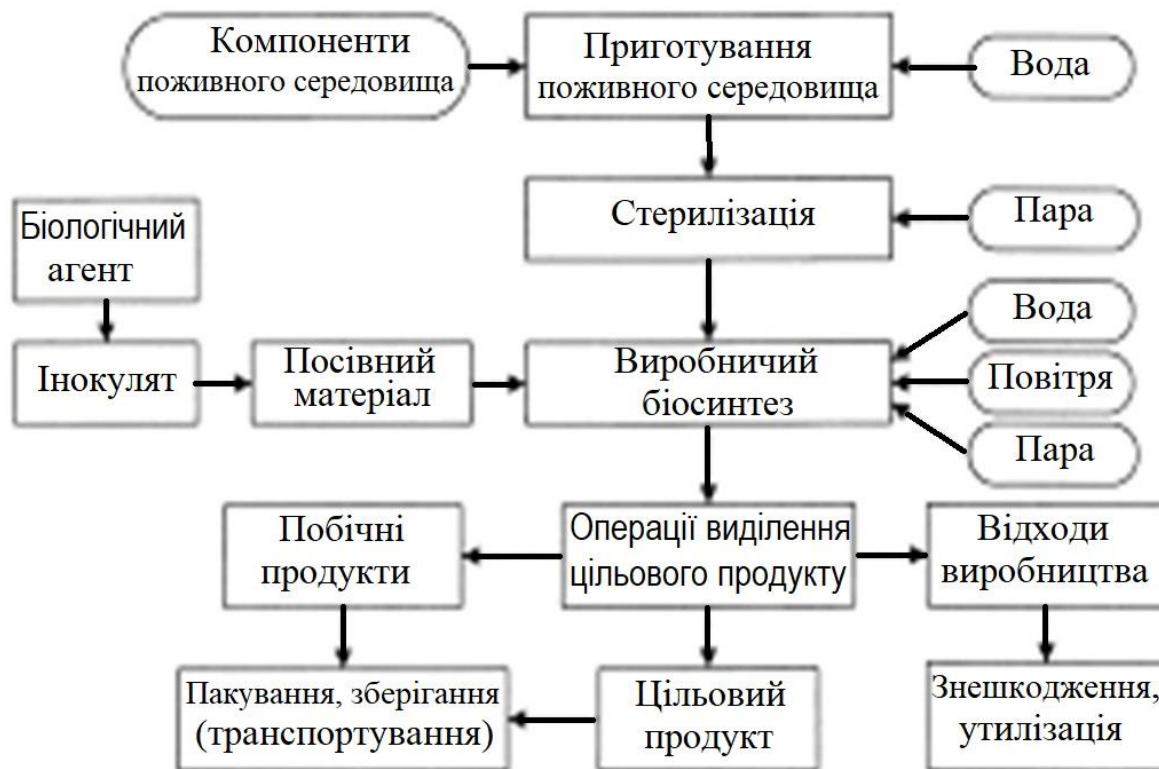 Компоненти
поживного середовища
Приготування
поживного середовища
Вода
Стерилізація
Пара
Біологічний
агент
Інокулят
Посівний
матеріал
Виробничий
біосинтез
Вода
Повітря
Пара
Побічні
продукти
Операції виділення
цільового продукту
Відходи
виробництва
Пакування, зберігання
(транспортування)
Цільовий
продукт
Знешкодження,
утилізація